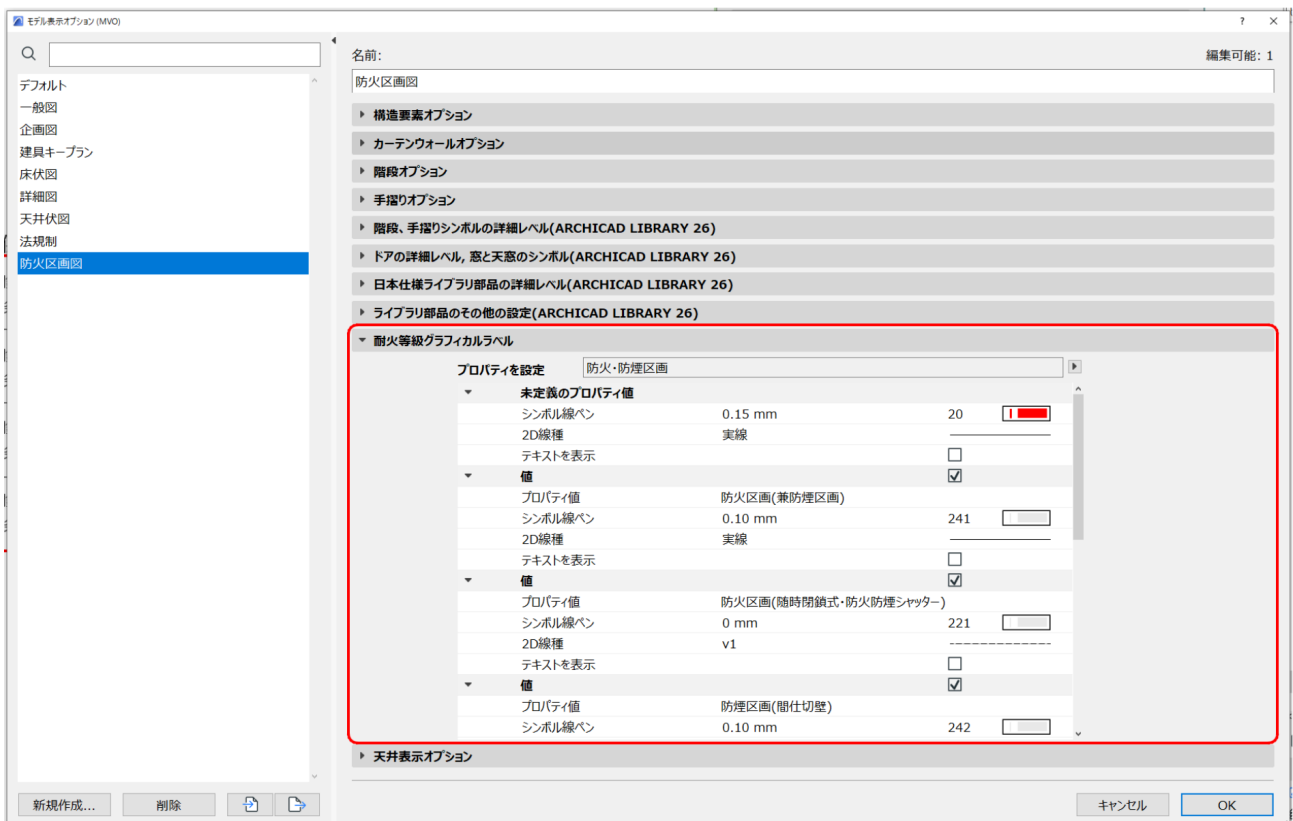 モデル表示オプション (MVO)
?
×
名前:
編集可能: 1
デフォルト
一般図
企画図
建具キープラン
床伏図
詳細図
天井伏図
法規制
防火区画図
防火区画図
構造要素オプション
カーテンウォールオプション
階段オプション
手摺りオプション
階段、手摺りシンボルの詳細レベル(ARCHICAD LIBRARY 26)
ドアの詳細レベル, 窓と天窓のシンボル(ARCHICAD LIBRARY 26)
日本仕様ライブラリ部品の詳細レベル(ARCHICAD LIBRARY 26)
ライブラリ部品のその他の設定(ARCHICAD LIBRARY 26)
耐火等級グラフィカルラベル
プロパティを設定 防火・防煙区画
未定義のプロパティ値
シンボル線ペン 0.15 mm 20
2D線種 実線
テキストを表示
値
プロパティ値 防火区画(兼防煙区画)
シンボル線ペン 0.10 mm 241
2D線種 実線
テキストを表示
値
プロパティ値 防火区画(随時閉鎖式・防火防煙シャッター)
シンボル線ペン 0 mm 221
2D線種 v1
テキストを表示
値
プロパティ値 防煙区画(間仕切壁)
シンボル線ペン 0.10 mm 242
天井表示オプション
新規作成... 削除
キャンセル OK